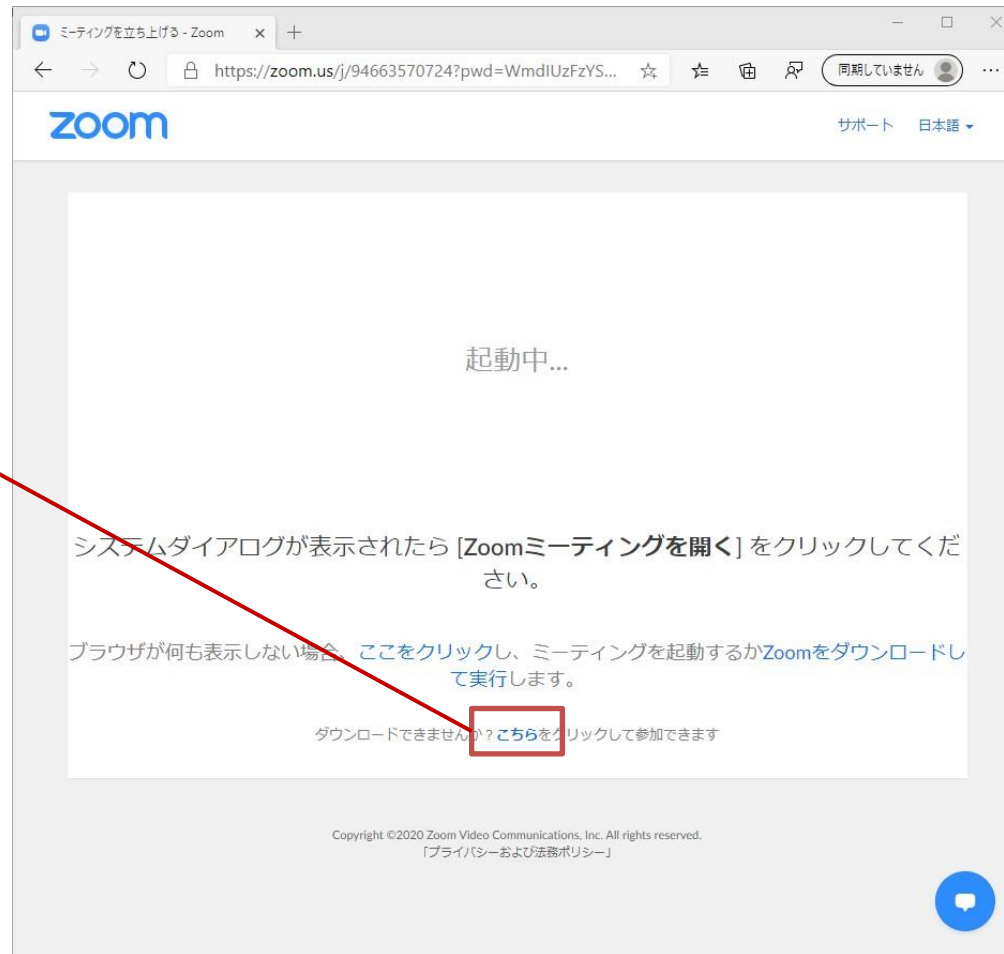 ミーティングを立ち上げる - Zoom
https://zoom.us/j/94663570724?pwd=WmdIUzFzYS...
同期していません
zoom
サポート 日本語
起動中...
システムダイアログが表示されたら [Zoomミーティングを開く] をクリックしてくだ
さい。
ブラウザが何も表示しない場合、ここをクリックし、ミーティングを起動するかZoomをダウンロードし
て実行します。
ダウンロードできませんか？こちらをクリックして参加できます
Copyright ©2020 Zoom Video Communications, Inc. All rights reserved.
「プライバシーおよび法務ポリシー」